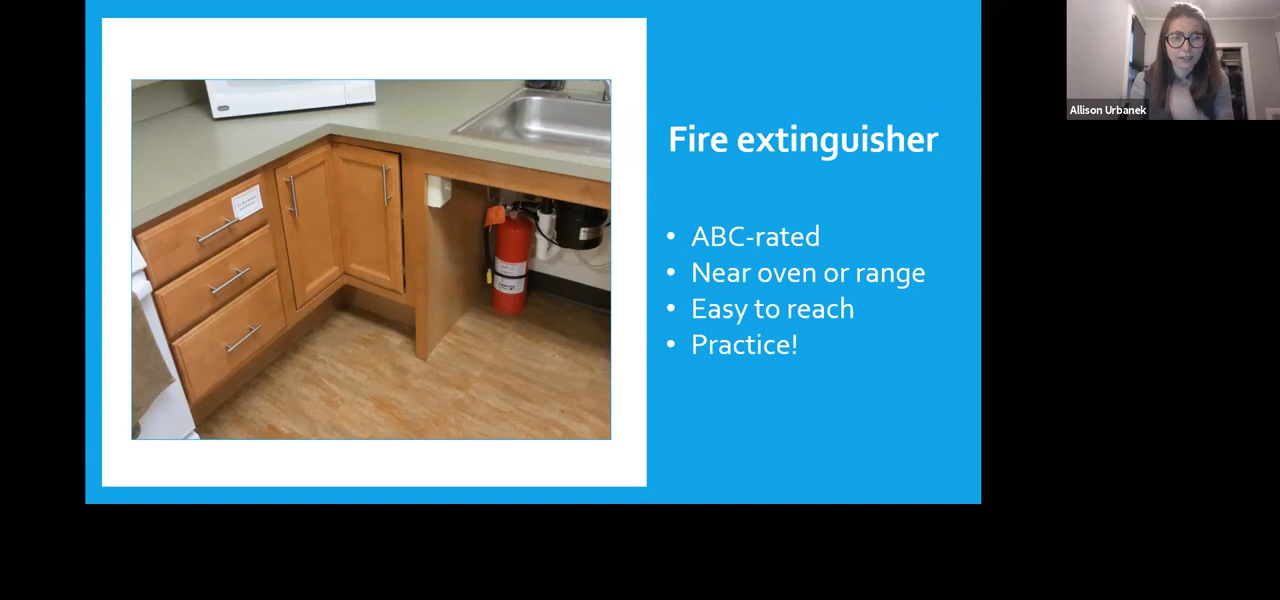 Fire extinguisher
• ABC-rated
• Near oven or range
• Easy to reach
• Practice!
Allison Urbanek